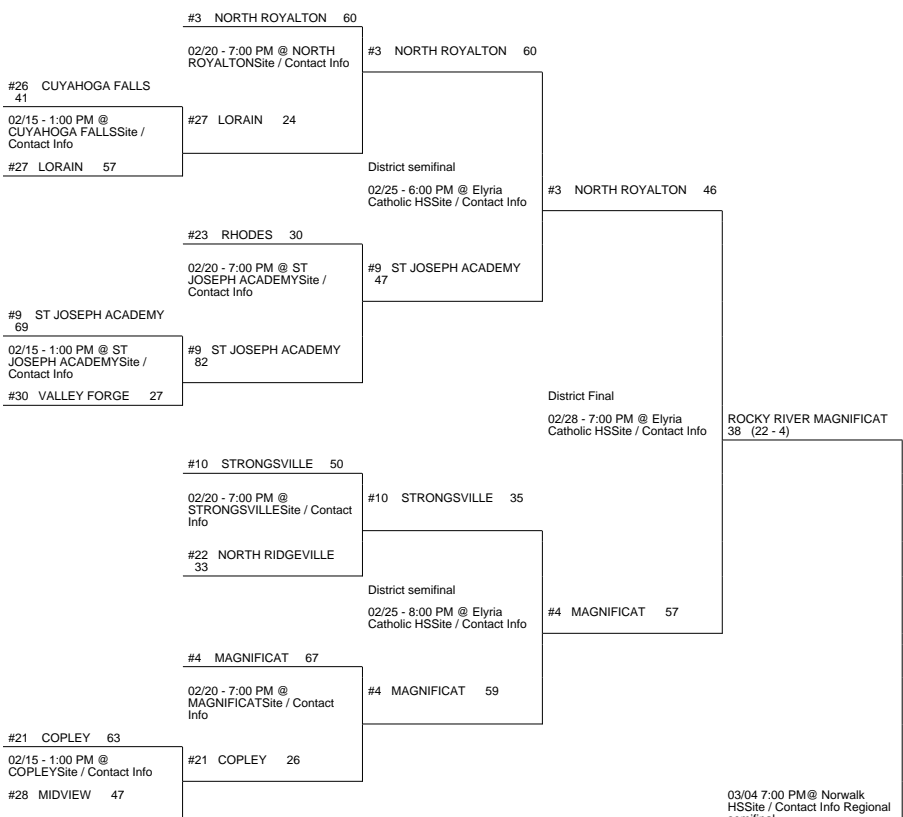 #3 NORTH ROYALTON 60
02/20 - 7:00 PM @ NORTH
ROYALTONSite / Contact Info
#3 NORTH ROYALTON 60
#26 CUYAHOGA FALLS
41
02/15 - 1:00 PM @
CUYAHOGA FALLSSite /
Contact Info
#27 LORAIN 24
#27 LORAIN 57
District semifinal
02/25 - 6:00 PM @ Elyria
Catholic HSSite / Contact Info
#3 NORTH ROYALTON 46
#23 RHODES 30
02/20 - 7:00 PM @ ST
JOSEPH ACADEMYSite /
Contact Info
#9 ST JOSEPH ACADEMY
47
#9 ST JOSEPH ACADEMY
69
02/15 - 1:00 PM @ ST
JOSEPH ACADEMYSite /
Contact Info
#9 ST JOSEPH ACADEMY
82
#30 VALLEY FORGE 27
District Final
02/28 - 7:00 PM @ Elyria
Catholic HSSite / Contact Info
ROCKY RIVER MAGNIFICAT
38 (22 - 4)
#10 STRONGSVILLE 50
02/20 - 7:00 PM @
STRONGSVILLESite / Contact
Info
#10 STRONGSVILLE 35
#22 NORTH RIDGEVILLE
33
District semifinal
02/25 - 8:00 PM @ Elyria
Catholic HSSite / Contact Info
#4 MAGNIFICAT 57
#4 MAGNIFICAT 67
02/20 - 7:00 PM @
MAGNIFICATSite / Contact
Info
#4 MAGNIFICAT 59
#21 COPLEY 63
02/15 - 1:00 PM @
COPLEYSite / Contact Info
#21 COPLEY 26
#28 MIDVIEW 47
03/04 7:00 PM@ Norwalk
HSSite / Contact Info Regional